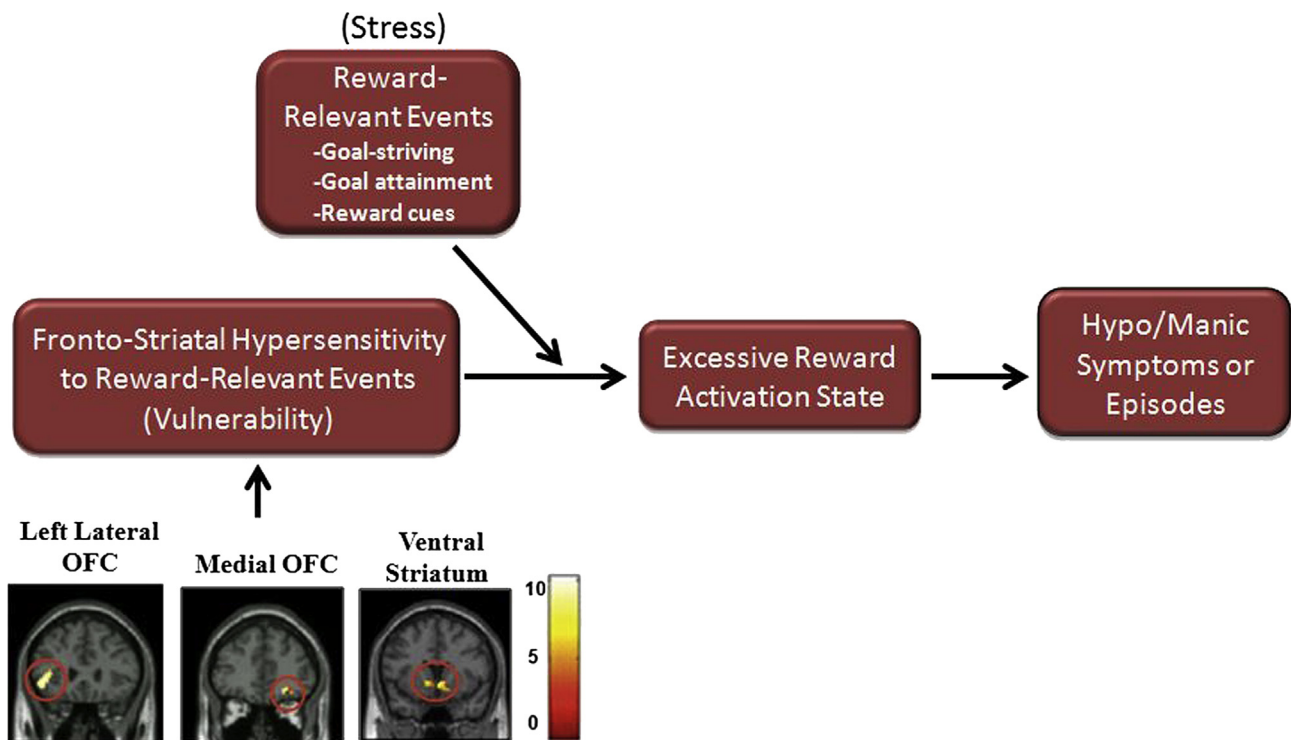 (Stress)
Reward-
Relevant Events
-Goal-striving
-Goal attainment
-Reward cues
Fronto-Striatal Hypersensitivity
to Reward-Relevant Events
(Vulnerability)
Excessive Reward
Activation State
Hypo/Manic
Symptoms or
Episodes
Left Lateral
OFC
Medial OFC
Ventral
Striatum
10
5
0